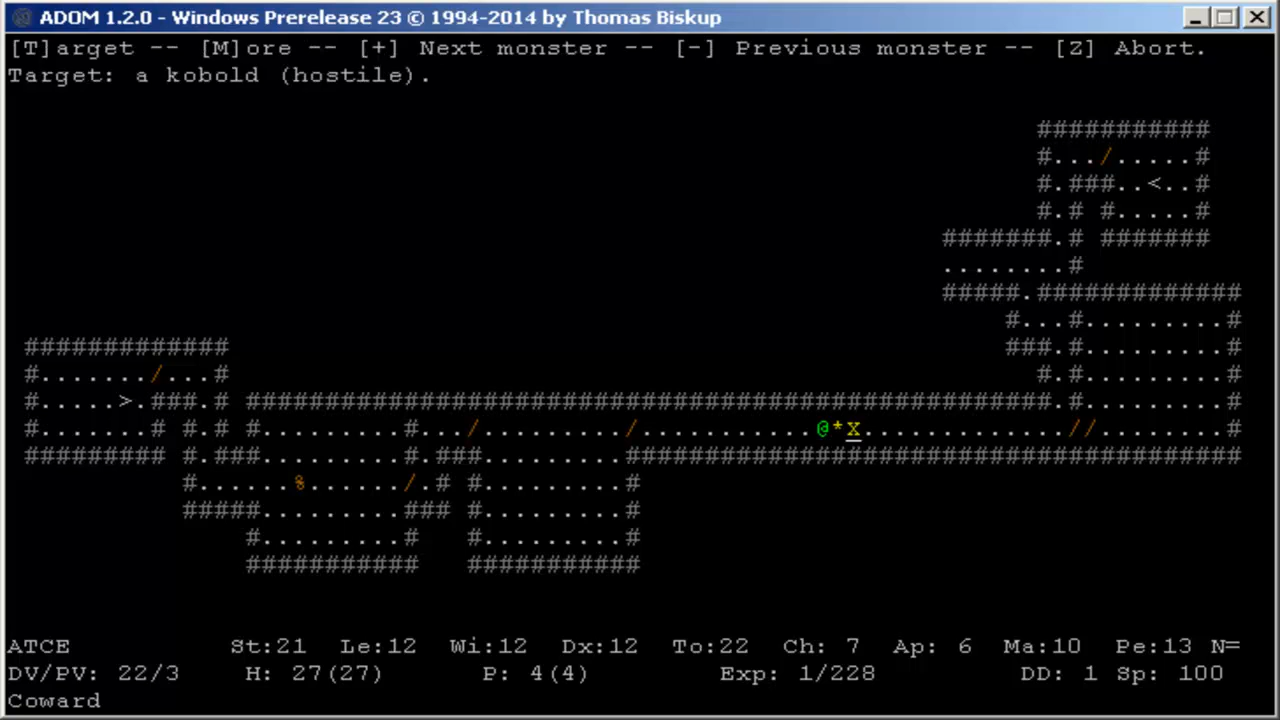 ADOM 1.2.0 - Windows Prerelease 23 © 1994-2014 by Thomas Biskup
[T]arget -- [M]ore -- [+] Next monster -- [-] Previous monster -- [Z] Abort.
Target: a kobold (hostile).
###########
#.../.....#
#.###..<..#
#.# #.....#
#######.# #######
........#
#####.#############
#...#.........#
############# ###.#.........#
#......./...# #.#.........#
#.....>.###.# ###################################################.#.........#
#.......# #.# #.........#.../........./............@*X..............//.........#
######### #.###.........#.###.........#######################################
#......%....../.# #.........#
#####.........### #.........#
#.........# #.........#
########### ###########
ATCE St:21 Le:12 Wi:12 Dx:12 To:22 Ch: 7 Ap: 6 Ma:10 Pe:13 N=
DV/PV: 22/3 H: 27(27) P: 4(4) Exp: 1/228 DD: 1 Sp: 100
Coward